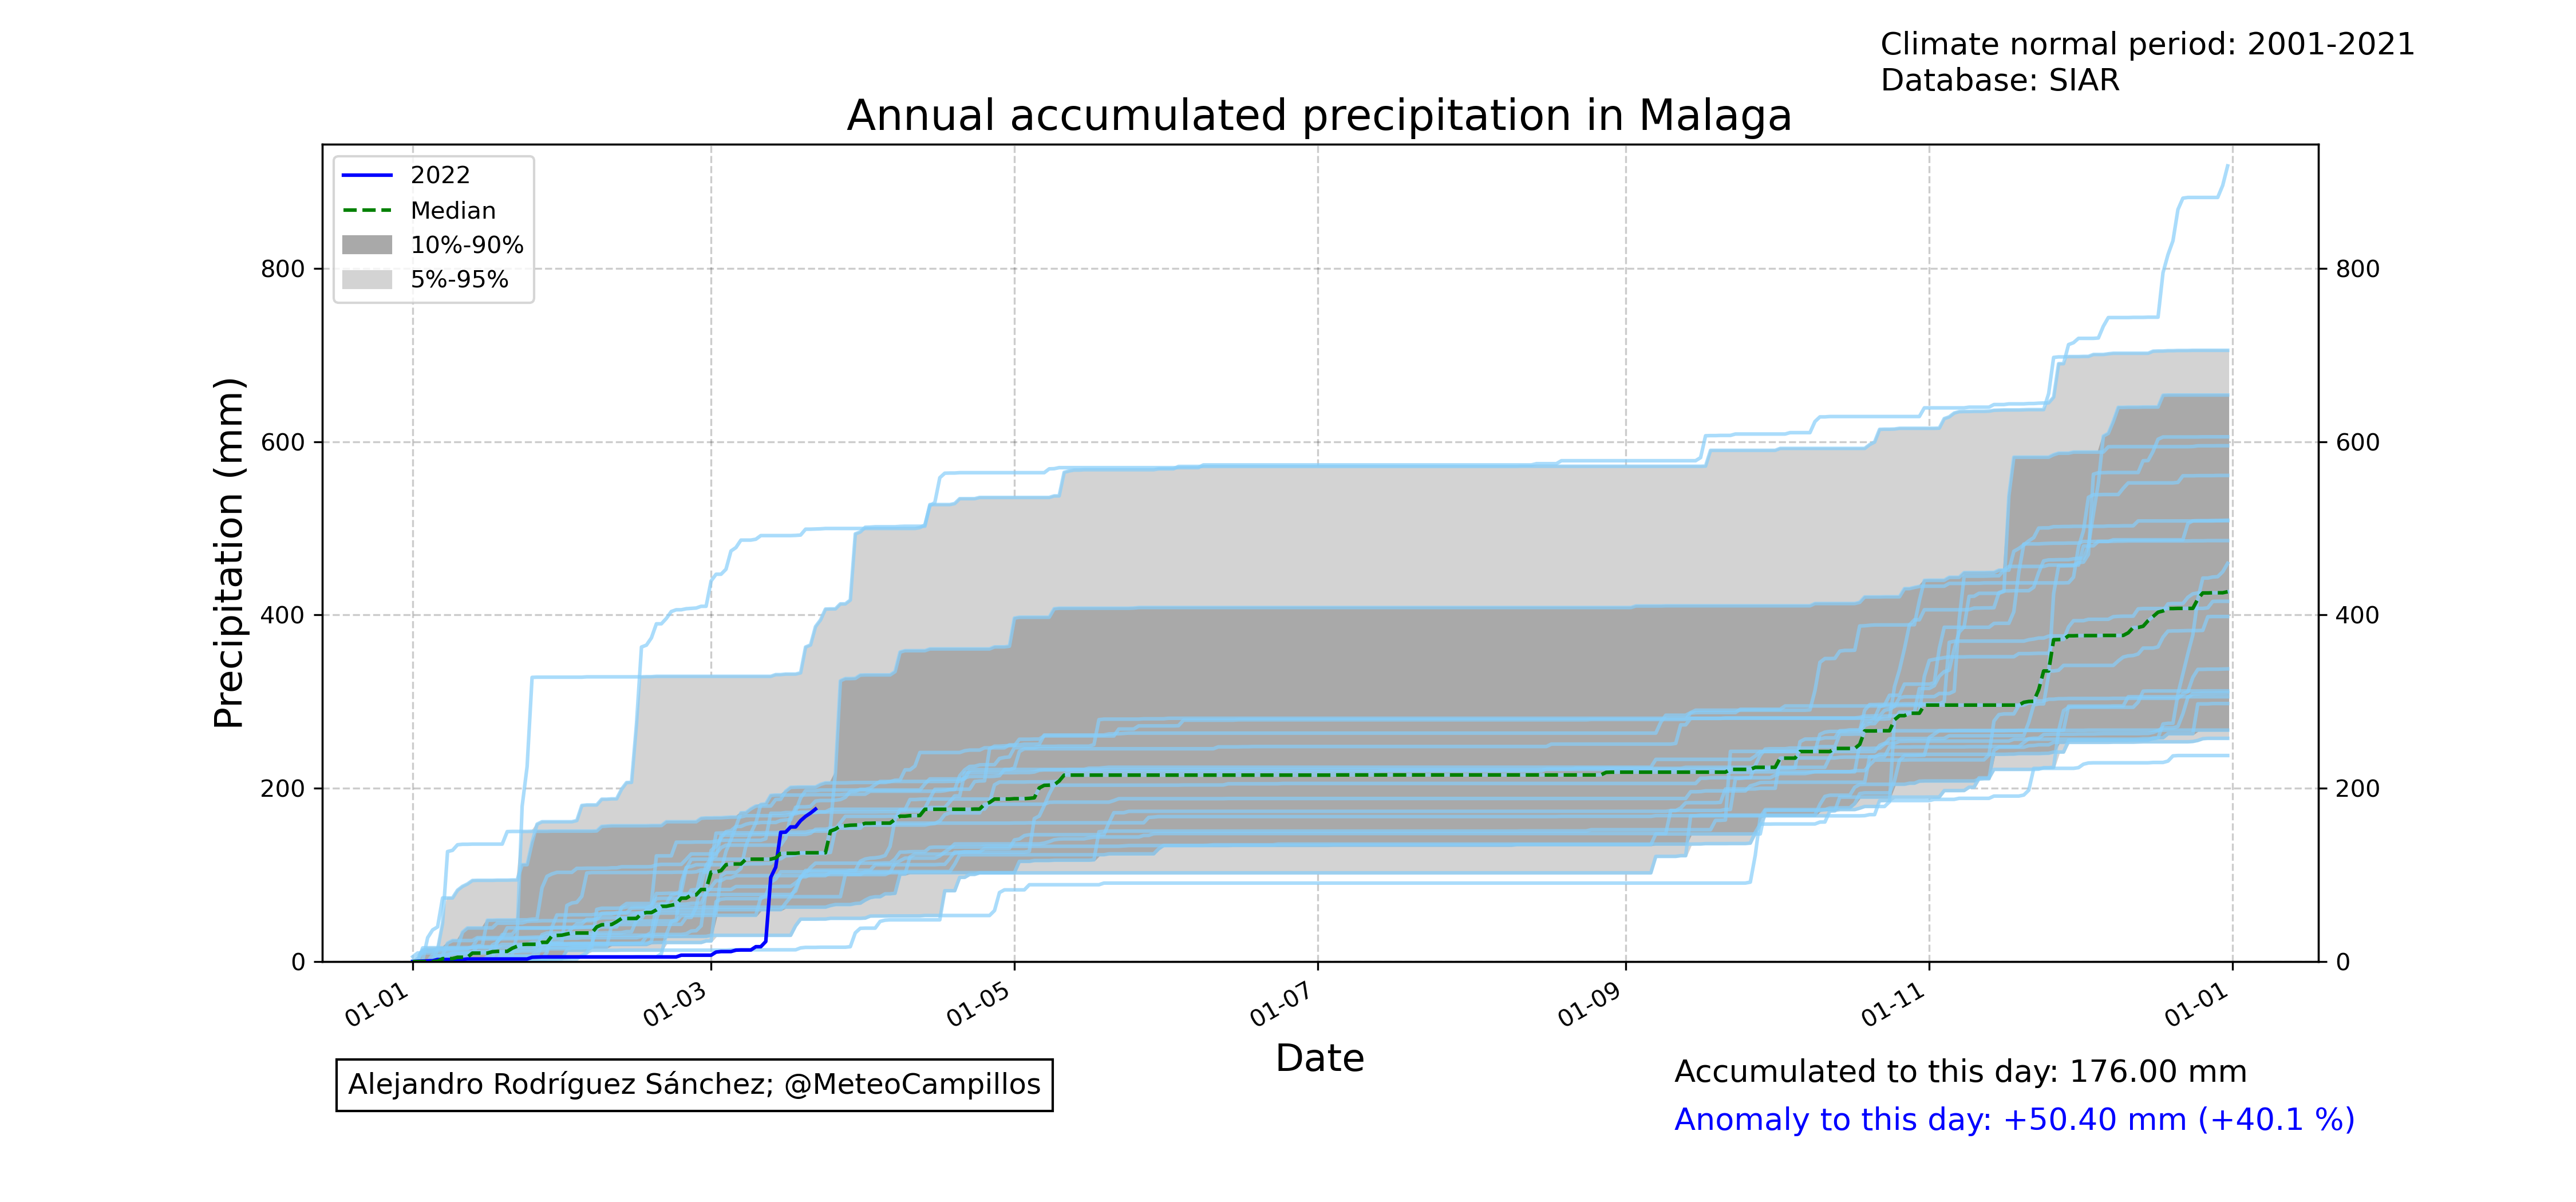 Climate normal period: 2001-2021
Database: SIAR
Annual accumulated precipitation in Malaga
2022
Median
10%-90%
5%-95%
Precipitation (mm)
800
600
400
200
0
800
600
400
200
0
01-01
01-03
01-05
01-07
01-09
01-11
01-01
Date
Alejandro Rodríguez Sánchez; @MeteoCampillos
Accumulated to this day: 176.00 mm
Anomaly to this day: +50.40 mm (+40.1 %)